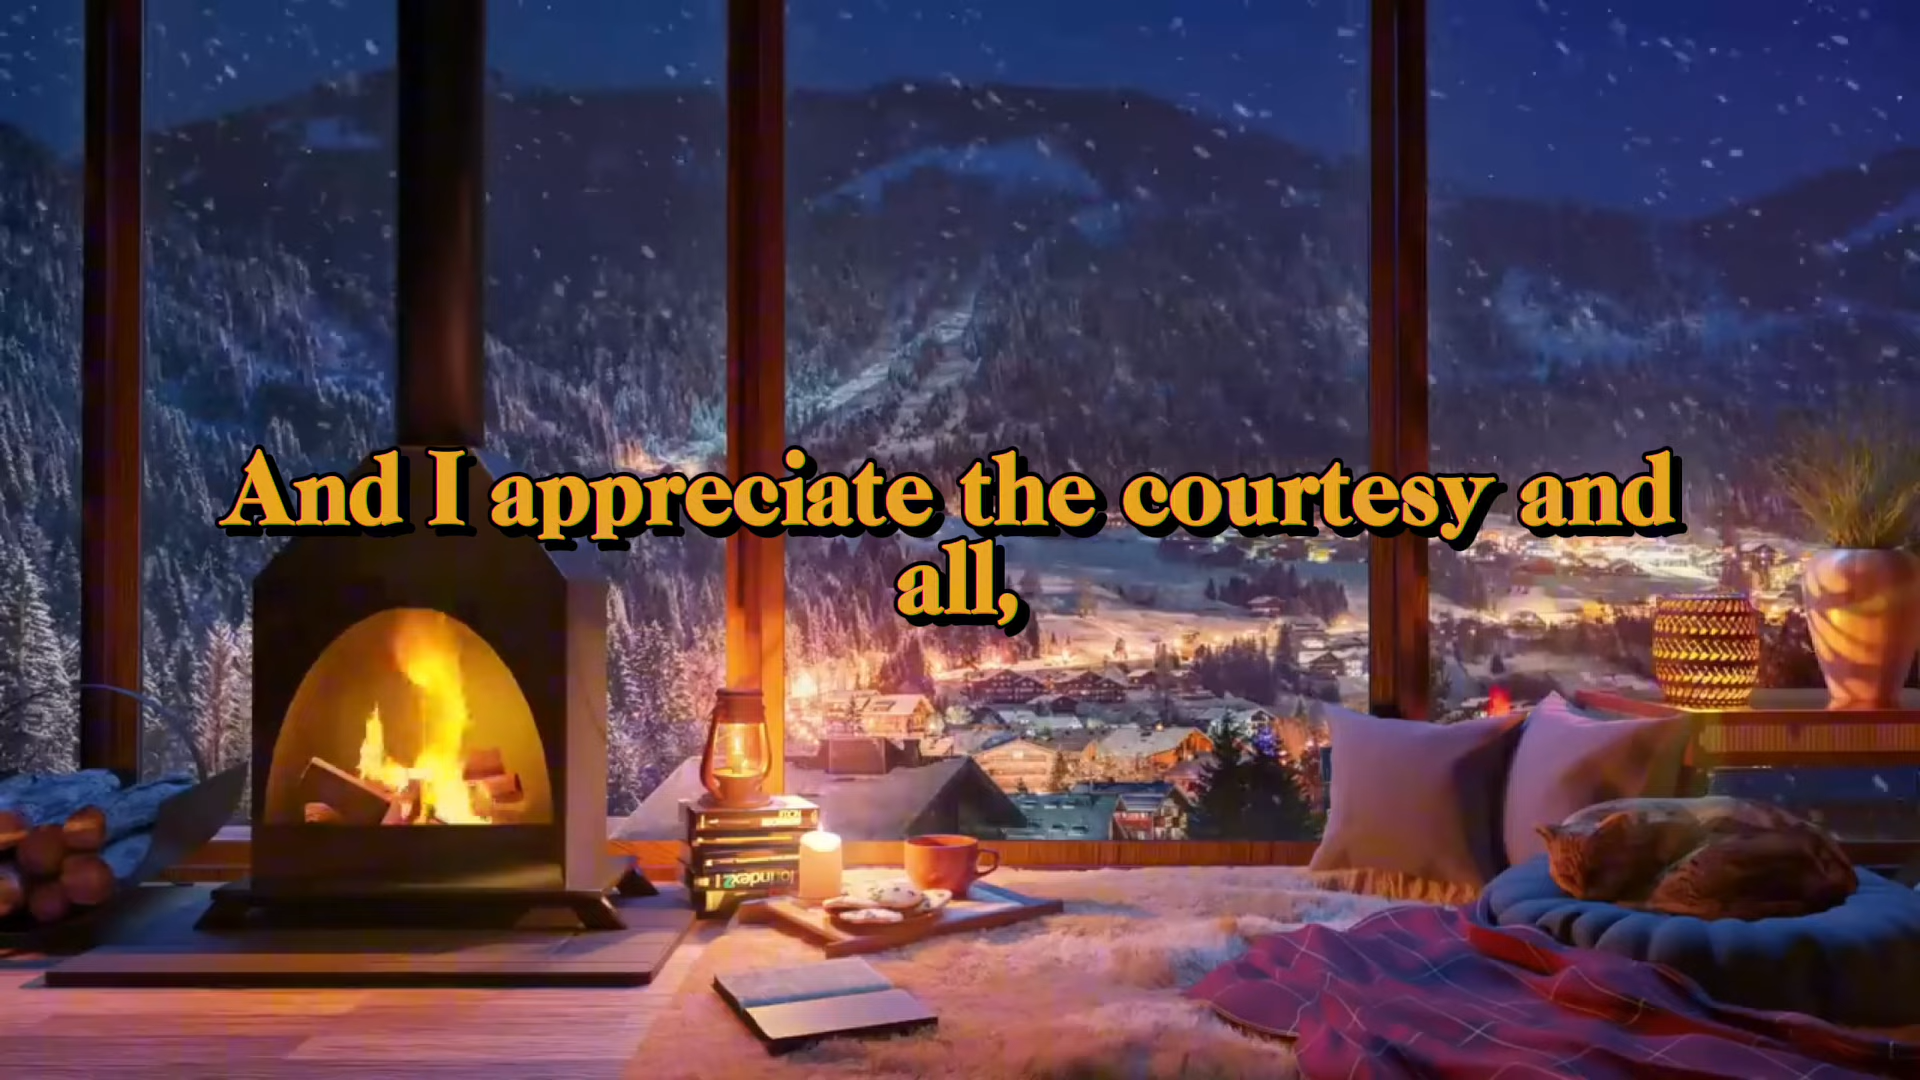 And I appreciate the courtesy and
all,